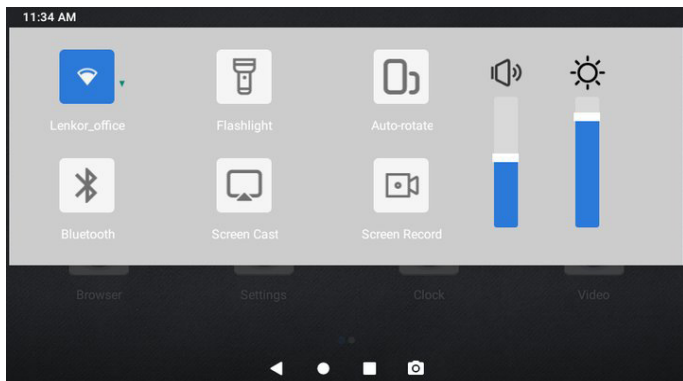 11:34 AM
Lenkor_office
Flashlight
Auto-rotate
Bluetooth
Screen Cast
Screen Record
Browser
Settings
Clock
Video